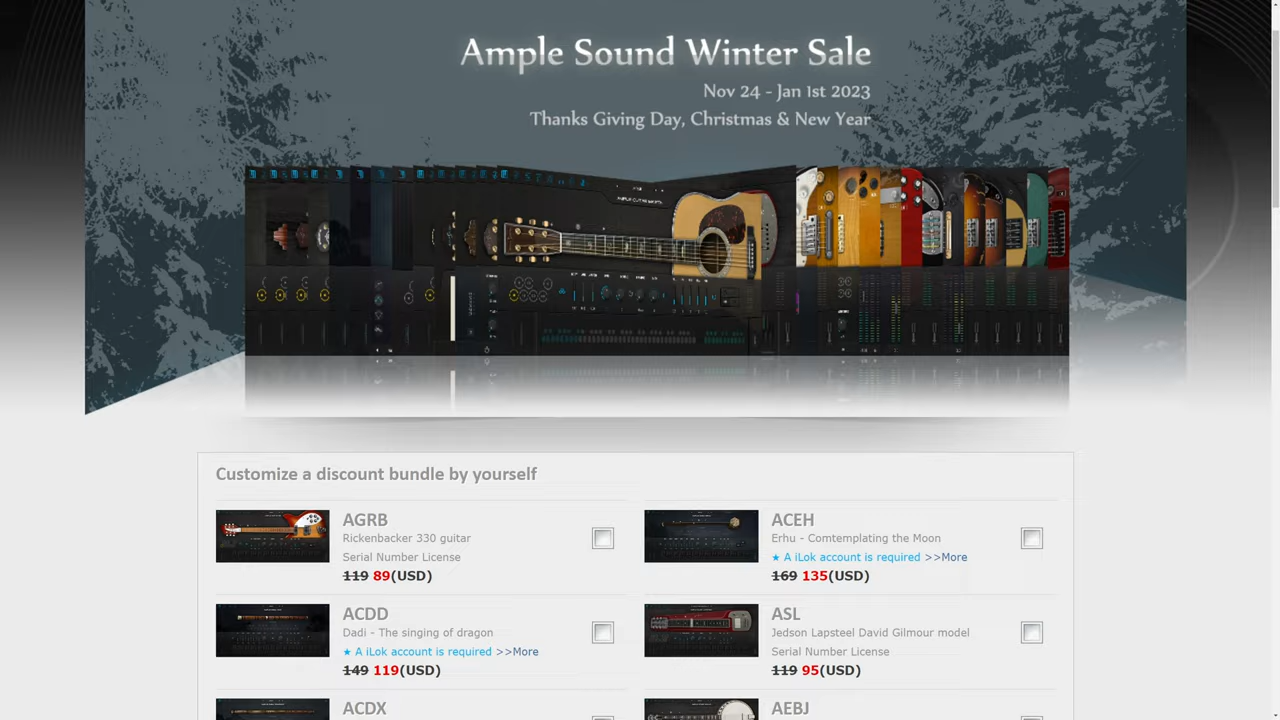 Ample Sound Winter Sale
Nov 24 - Jan 1st 2023
Thanks Giving Day, Christmas & New Year
Customize a discount bundle by yourself
AGRB
Rickenbacker 330 guitar
Serial Number License
119 89(USD)
ACEH
Erhu - Comtemplating the Moon
★ A iLok account is required >>More
169 135(USD)
ACDD
Dadi - The singing of dragon
★ A iLok account is required >>More
149 119(USD)
ASL
Jedson Lapsteel David Gilmour model
Serial Number License
119 95(USD)
ACDX
AEBJ